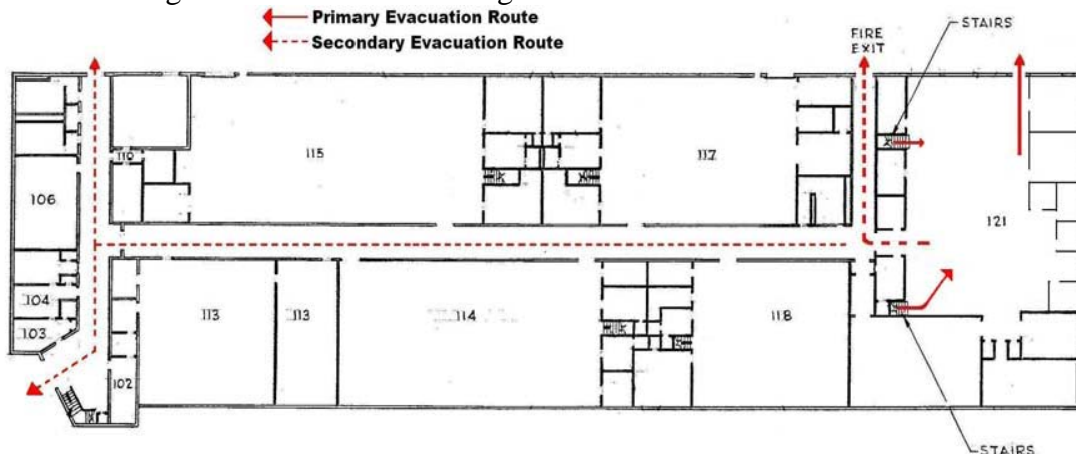 Primary Evacuation Route
Secondary Evacuation Route
STAIRS
FIRE
EXIT
110
115
117
106
121
104
103
113
113
114
118
102
STAIRS